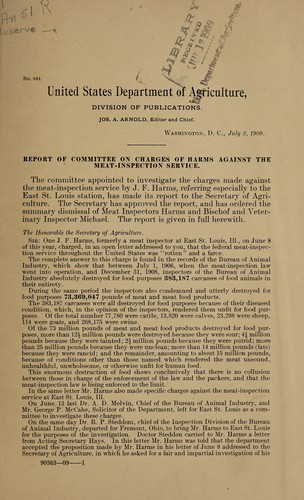 An 51 R
Reserve
LIBRARY
RECEIVED
1909
Department of Agriculture
No. 041.
United States Department of Agriculture,
DIVISION OF PUBLICATIONS.
JOS. A. ARNOLD, Editor and Chief.
WASHINGTON, D. C., July 2, 1909.
REPORT OF COMMITTEE ON CHARGES OF HARMS AGAINST THE
MEAT-INSPECTION SERVICE.
The committee appointed to investigate the charges made against
the meat-inspection service by J. F. Harms, referring especially to the
East St. Louis station, has made its report to the Secretary of Agri-
culture. The Secretary has approved the report, and has ordered the
summary dismissal of Meat Inspectors Harms and Bischof and Veter-
inary Inspector Michael. The report is given in full herewith.
The Honorable the Secretary of Agriculture.
SIR: One J. F. Harms, formerly a meat inspector at East St. Louis, Ill., on June 8
of this year, charged, in an open letter addressed to you, that the federal meat-inspec-
tion service throughout the United States was "rotten" and a farce.
The complete answer to this charge is found in the records of the Bureau of Animal
Industry, which show that between July 1, 1906, when the meat-inspection law
went into operation, and December 31, 1908, inspectors of the Bureau of Animal
Industry absolutely destroyed for food purposes 383,187 carcasses of food animals in
their entirety.
During the same period the inspectors also condemned and utterly destroyed for
food purposes 73,369,047 pounds of meat and meat food products.
The 383,187 carcasses were all destroyed for food purposes because of their diseased
condition, which, in the opinion of the inspectors, rendered them unfit for food pur-
poses. Of the total number 77,780 were cattle, 13,820 were calves, 23,298 were sheep,
114 were goats, and 268,175 were swine.
Of the 73 million pounds of meat and meat food products destroyed for food pur-
poses, more than 12¼ million pounds were destroyed because they were sour; 4¼ million
pounds because they were tainted; 2¼ million pounds because they were putrid; more
than 25 million pounds because they were unclean; more than 14 million pounds (fats)
because they were rancid; and the remainder, amounting to about 15 million pounds,
because of conditions other than those named which rendered the meat unsound,
unhealthful, unwholesome, or otherwise unfit for human food.
This enormous destruction of food shows conclusively that there is no collusion
between those in charge of the enforcement of the law and the packers, and that the
meat-inspection law is being enforced to the limit.
In the same letter Mr. Harms also made specific charges against the meat-inspection
service at East St. Louis, Ill.
On June 13 last Dr. A. D. Melvin, Chief of the Bureau of Animal Industry, and
Mr. George P. McCabe, Solicitor of the Department, left for East St. Louis as a com-
mittee to investigate these charges.
On the same day Dr. R. P. Steddom, chief of the Inspection Division of the Bureau
of Animal Industry, departed for Fremont, Ohio, to bring Mr. Harms to East St. Louis
for the purposes of the investigation. Doctor Steddom carried to Mr. Harms a letter
from Acting Secretary Hays. In this letter Mr. Harms was told that the Department
accepted the proposition made by Mr. Harms in his letter of June 8 addressed to the
Secretary of Agriculture, in which he asked for a fair and impartial investigation of his
90363—09——1